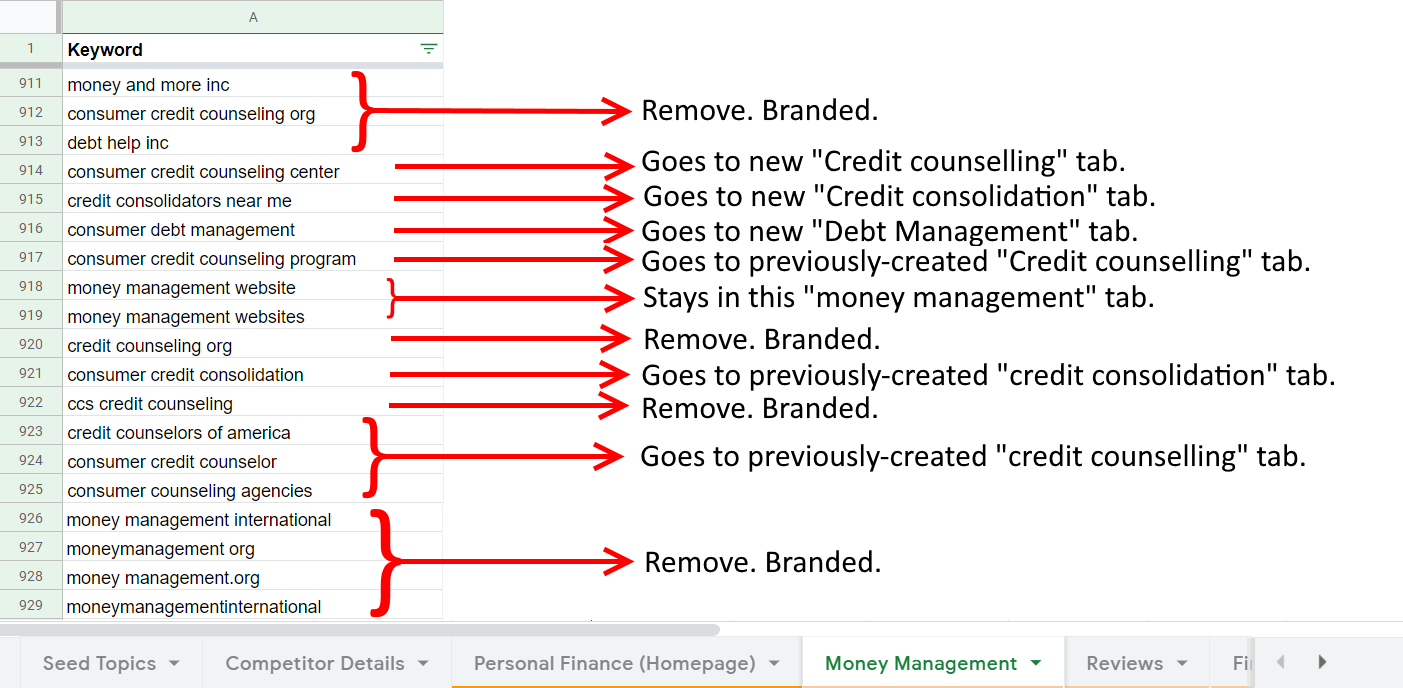 A
1 Keyword
911 money and more inc
912 consumer credit counseling org
Remove. Branded.
913 debt help inc
914 consumer credit counseling center
Goes to new "Credit counselling" tab.
915 credit consolidators near me
Goes to new "Credit consolidation" tab.
916 consumer debt management
Goes to new "Debt Management" tab.
917 consumer credit counseling program
Goes to previously-created "Credit counselling" tab.
918 money management website
Stays in this "money management" tab.
919 money management websites
920 credit counseling org
Remove. Branded.
921 consumer credit consolidation
Goes to previously-created "credit consolidation" tab.
922 ccs credit counseling
Remove. Branded.
923 credit counselors of america
924 consumer credit counselor
Goes to previously-created "credit counselling" tab.
925 consumer counseling agencies
926 money management international
927 moneymanagement org
Remove. Branded.
928 money management.org
929 moneymanagementinternational
Seed Topics Competitor Details Personal Finance (Homepage) Money Management Reviews